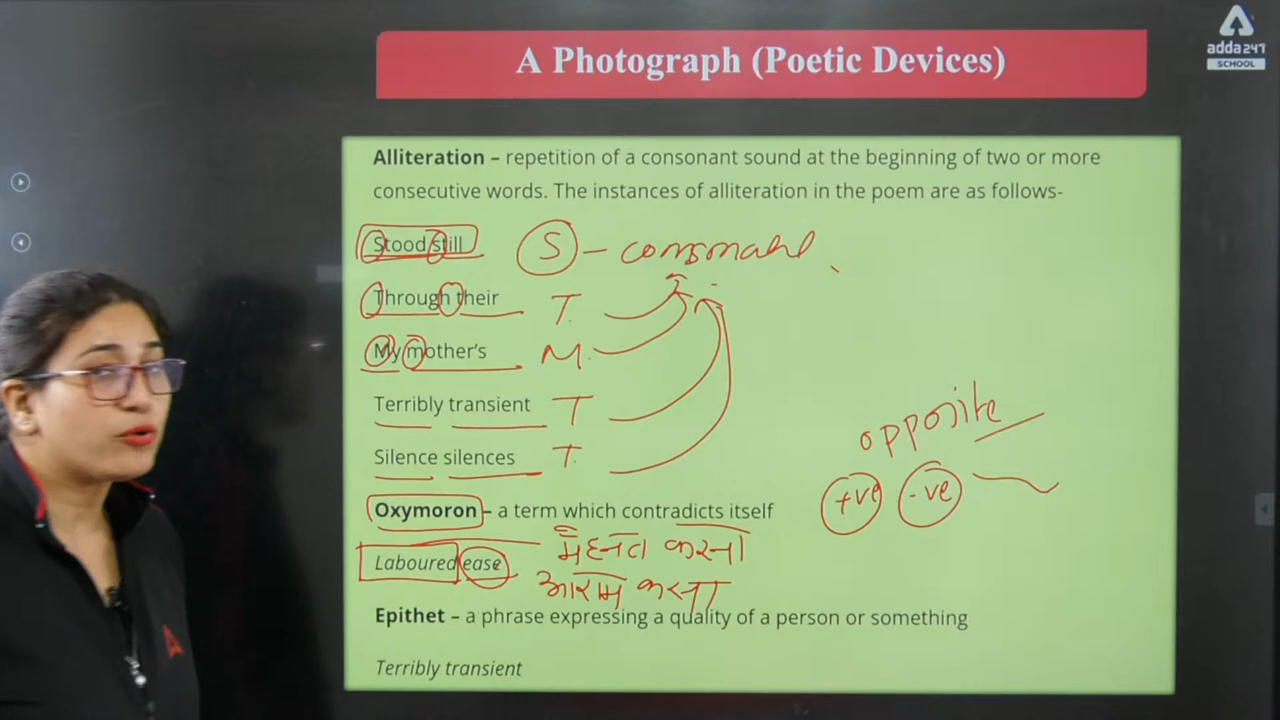 A Photograph (Poetic Devices)
adda247
SCHOOL
Alliteration – repetition of a consonant sound at the beginning of two or more
consecutive words. The instances of alliteration in the poem are as follows-
Stood still S – consonant
Through their T.
My mother's M.
Terribly transient T
Silence silences T.
opposite
+ve -ve
Oxymoron – a term which contradicts itself
मेहनत करना
Laboured ease
आराम करना
Epithet – a phrase expressing a quality of a person or something
Terribly transient